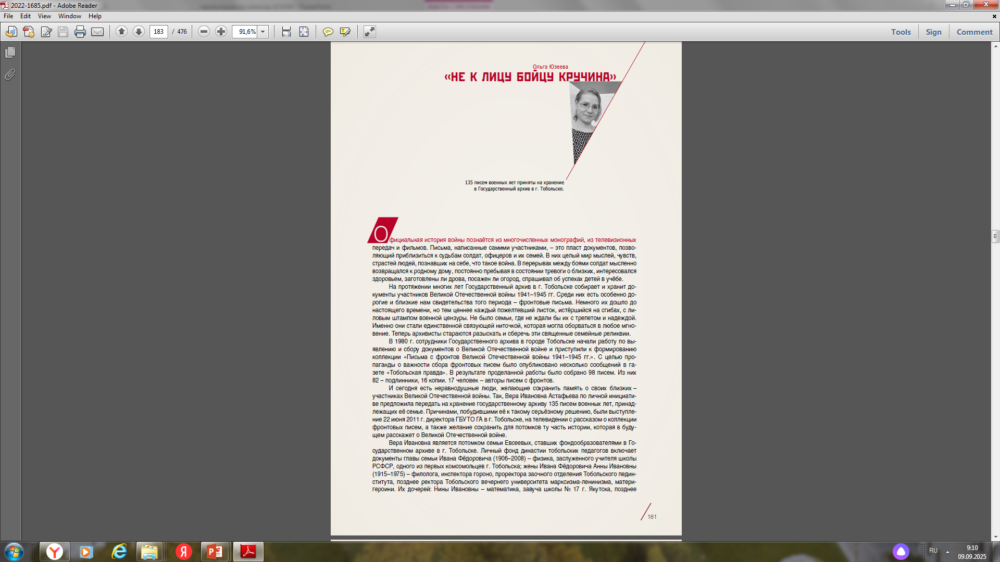 2022-1685.pdf - Adobe Reader
File Edit View Window Help
183 / 476 91,6% Tools Sign Comment
Ольга Юзеева
«НЕ К ЛИЦУ БОЙЦУ КРУЧИНА»
135 писем военных лет приняты на хранение
в Государственный архив в г. Тобольске.
Официальная история войны познаётся из многочисленных монографий, из телевизионных
передач и фильмов. Письма, написанные самими участниками, – это пласт документов, позво-
ляющий приблизиться к судьбам солдат, офицеров и их семей. В них целый мир мыслей, чувств,
страстей людей, познавших на себе, что такое война. В перерывах между боями солдат мысленно
возвращался к родному дому, постоянно пребывая в состоянии тревоги о близких, интересовался
здоровьем, заготовлены ли дрова, посажен ли огород, спрашивал об успехах детей в учёбе.
На протяжении многих лет Государственный архив в г. Тобольске собирает и хранит до-
кументы участников Великой Отечественной войны 1941–1945 гг. Среди них есть особенно до-
рогие и близкие нам свидетельства того периода – фронтовые письма. Немного их дошло до
настоящего времени, но тем ценнее каждый пожелтевший листок, истёршийся на сгибах, с ли-
ловым штампом военной цензуры. Не было семьи, где не ждали бы их с трепетом и надеждой.
Именно они стали единственной связующей ниточкой, которая могла оборваться в любое мгно-
вение. Теперь архивисты стараются разыскать и сберечь эти священные семейные реликвии.
В 1980 г. сотрудники Государственного архива в городе Тобольске начали работу по вы-
явлению и сбору документов о Великой Отечественной войне и приступили к формированию
коллекции «Письма с фронтов Великой Отечественной войны 1941–1945 гг.». С целью про-
паганды о важности сбора фронтовых писем было опубликовано несколько сообщений в га-
зете «Тобольская правда». В результате проделанной работы было собрано 98 писем. Из них
82 – подлинники, 16 копии. 17 человек – авторы писем с фронтов.
И сегодня есть неравнодушные люди, желающие сохранить память о своих близких –
участниках Великой Отечественной войны. Так, Вера Ивановна Астафьева по личной инициати-
ве предложила передать на хранение государственному архиву 135 писем военных лет, принад-
лежащих её семье. Причинами, побудившими её к такому серьёзному решению, были выступле-
ние 22 июня 2011 г. директора ГБУ ТО ГА в г. Тобольске, на телевидении с рассказом о коллекции
фронтовых писем, а также желание сохранить для потомков ту часть истории, которая в буду-
щем расскажет о Великой Отечественной войне.
Вера Ивановна является потомком семьи Евсеевых, ставших фондообразователями в Го-
сударственном архиве в г. Тобольске. Личный фонд династии тобольских педагогов включает
документы главы семьи Ивана Фёдоровича (1906–2008) – физика, заслуженного учителя школы
РСФСР, одного из первых комсомольцев г. Тобольска; жены Ивана Фёдоровича Анны Ивановны
(1915–1975) – филолога, инспектора гороно, проректора заочного отделения Тобольского педин-
ститута, позднее ректора Тобольского вечернего университета марксизма-ленинизма, матери-
героини. Их дочерей: Нины Ивановны – математика, завуча школы № 17 г. Якутска, позднее
181
RU
9:10
09.09.2025